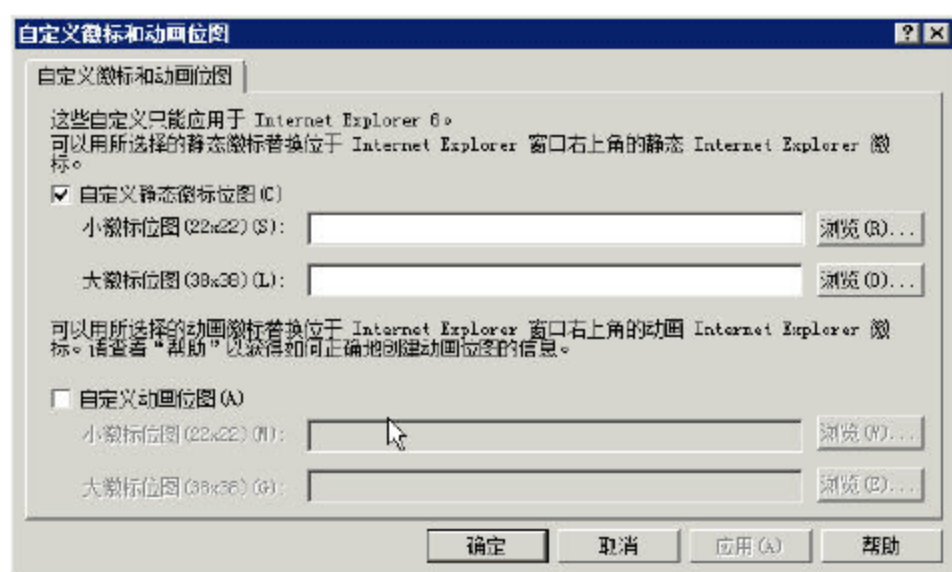 自定义徽标和动画位图
自定义徽标和动画位图
这些自定义只能应用于 Internet Explorer 6。
可以用所选择的静态徽标替换位于 Internet Explorer 窗口右上角的静态 Internet Explorer 徽
标。
自定义静态徽标位图(C)
小徽标位图(22x22)(S): 浏览(R)...
大徽标位图(38x38)(L): 浏览(O)...
可以用所选择的动画徽标替换位于 Internet Explorer 窗口右上角的动画 Internet Explorer 徽
标。请查看“帮助”以获得如何正确地创建动画位图的信息。
自定义动画位图(A)
小徽标位图(22x22)(M): 浏览(W)...
大徽标位图(38x38)(G): 浏览(E)...
确定 取消 应用(A) 帮助